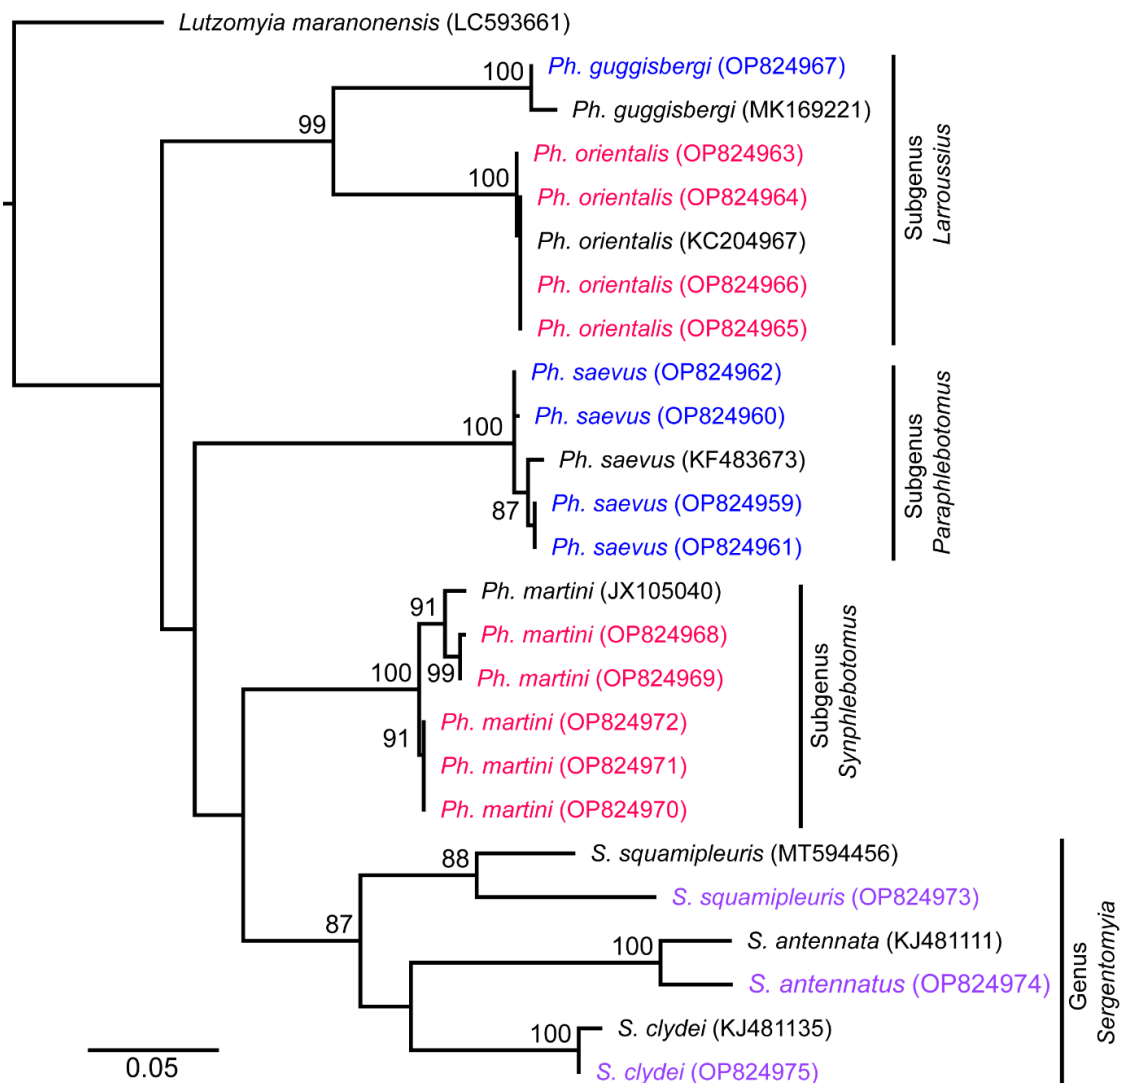 Lutzomyia maranonensis (LC593661)
100
Ph. guggisbergi (OP824967)
Ph. guggisbergi (MK169221)
99
Ph. orientalis (OP824963)
100
Ph. orientalis (OP824964)
Ph. orientalis (KC204967)
Ph. orientalis (OP824966)
Ph. orientalis (OP824965)
Subgenus
Larroussius
Ph. saevus (OP824962)
Ph. saevus (OP824960)
100
Ph. saevus (KF483673)
87
Ph. saevus (OP824959)
Ph. saevus (OP824961)
Subgenus
Paraphlebotomus
Ph. martini (JX105040)
91
Ph. martini (OP824968)
100
99
Ph. martini (OP824969)
Ph. martini (OP824972)
91
Ph. martini (OP824971)
Ph. martini (OP824970)
Subgenus
Synphlebotomus
88
S. squamipleuris (MT594456)
S. squamipleuris (OP824973)
87
100
S. antennata (KJ481111)
S. antennatus (OP824974)
100
S. clydei (KJ481135)
S. clydei (OP824975)
Genus
Sergentomyia
0.05